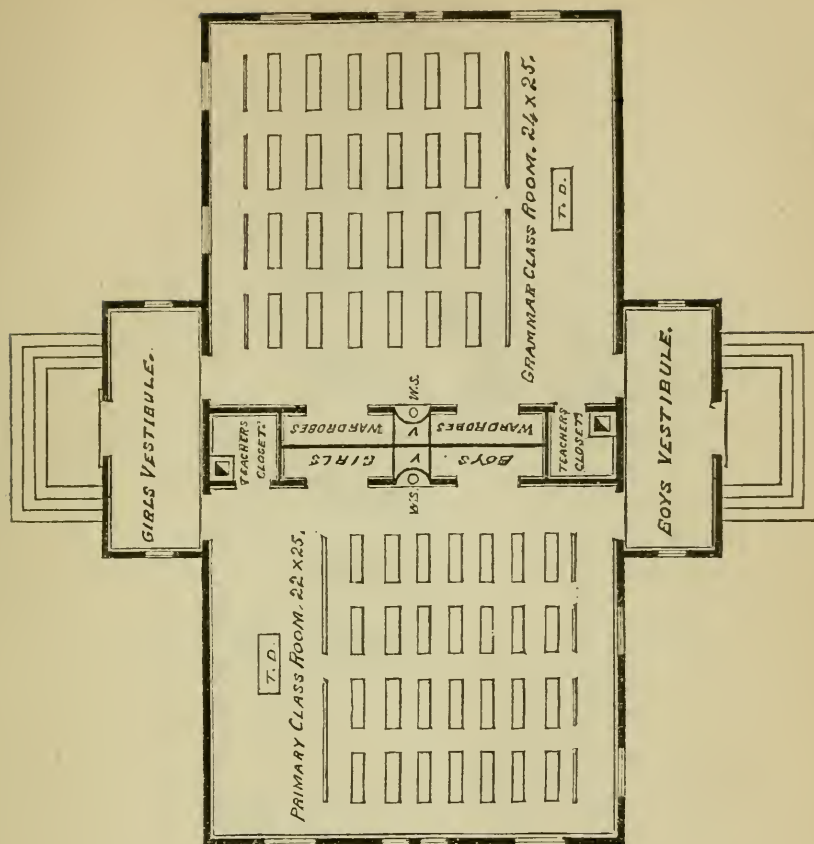 GRAMMAR CLASS ROOM. 24 x 25.
T. D.
GIRLS VESTIBULE.
TEACHERS
CLOSET.
WARDROBES
GIRLS
W.S.
V
V
W.S.
WARDROBES
BOYS
TEACHERS
CLOSET
BOYS VESTIBULE.
T. D.
PRIMARY CLASS ROOM. 22 x 25.